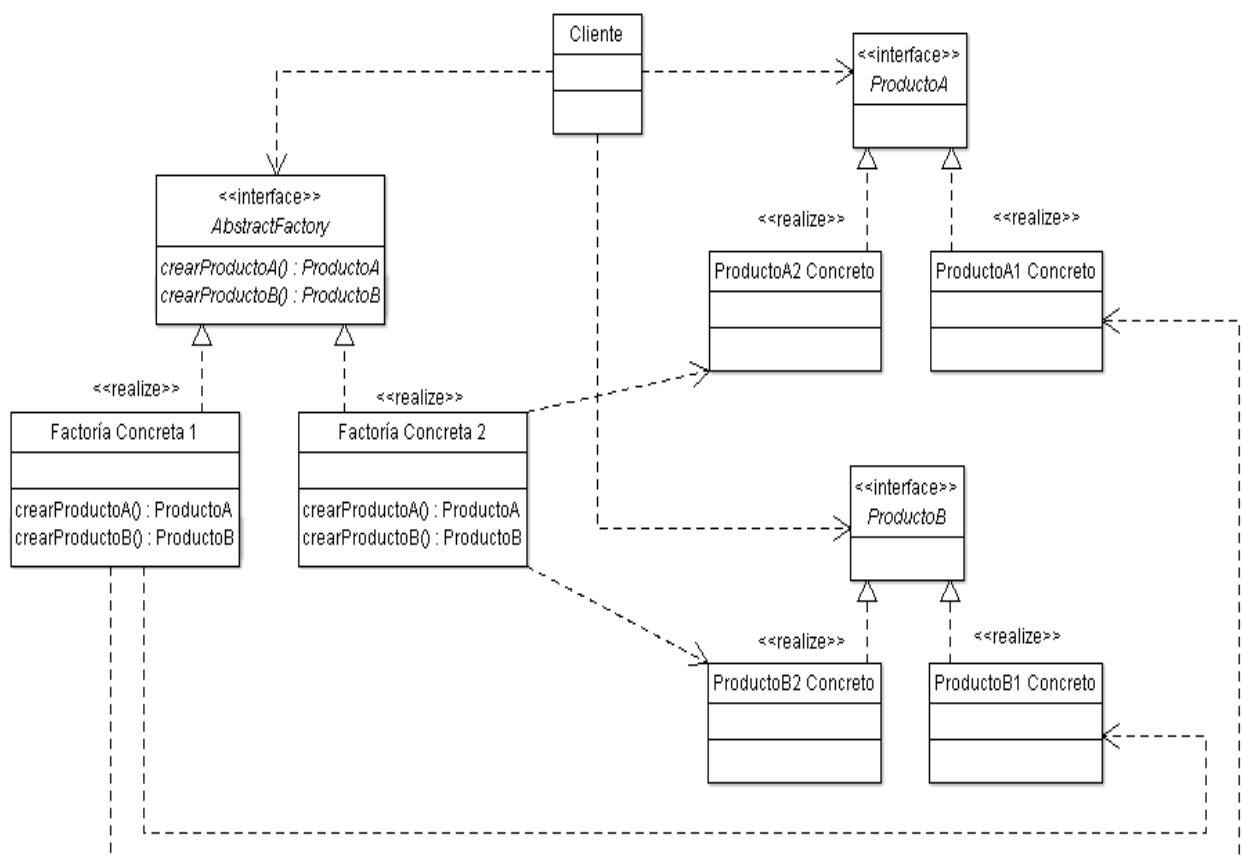 Cliente
<<interface>>
ProductoA
<<interface>>
AbstractFactory
crearProductoA() : ProductoA
crearProductoB() : ProductoB
<<realize>>
<<realize>>
ProductoA2 Concreto
ProductoA1 Concreto
<<realize>>
<<realize>>
Factoría Concreta 1
crearProductoA() : ProductoA
crearProductoB() : ProductoB
Factoría Concreta 2
crearProductoA() : ProductoA
crearProductoB() : ProductoB
<<interface>>
ProductoB
<<realize>>
<<realize>>
ProductoB2 Concreto
ProductoB1 Concreto